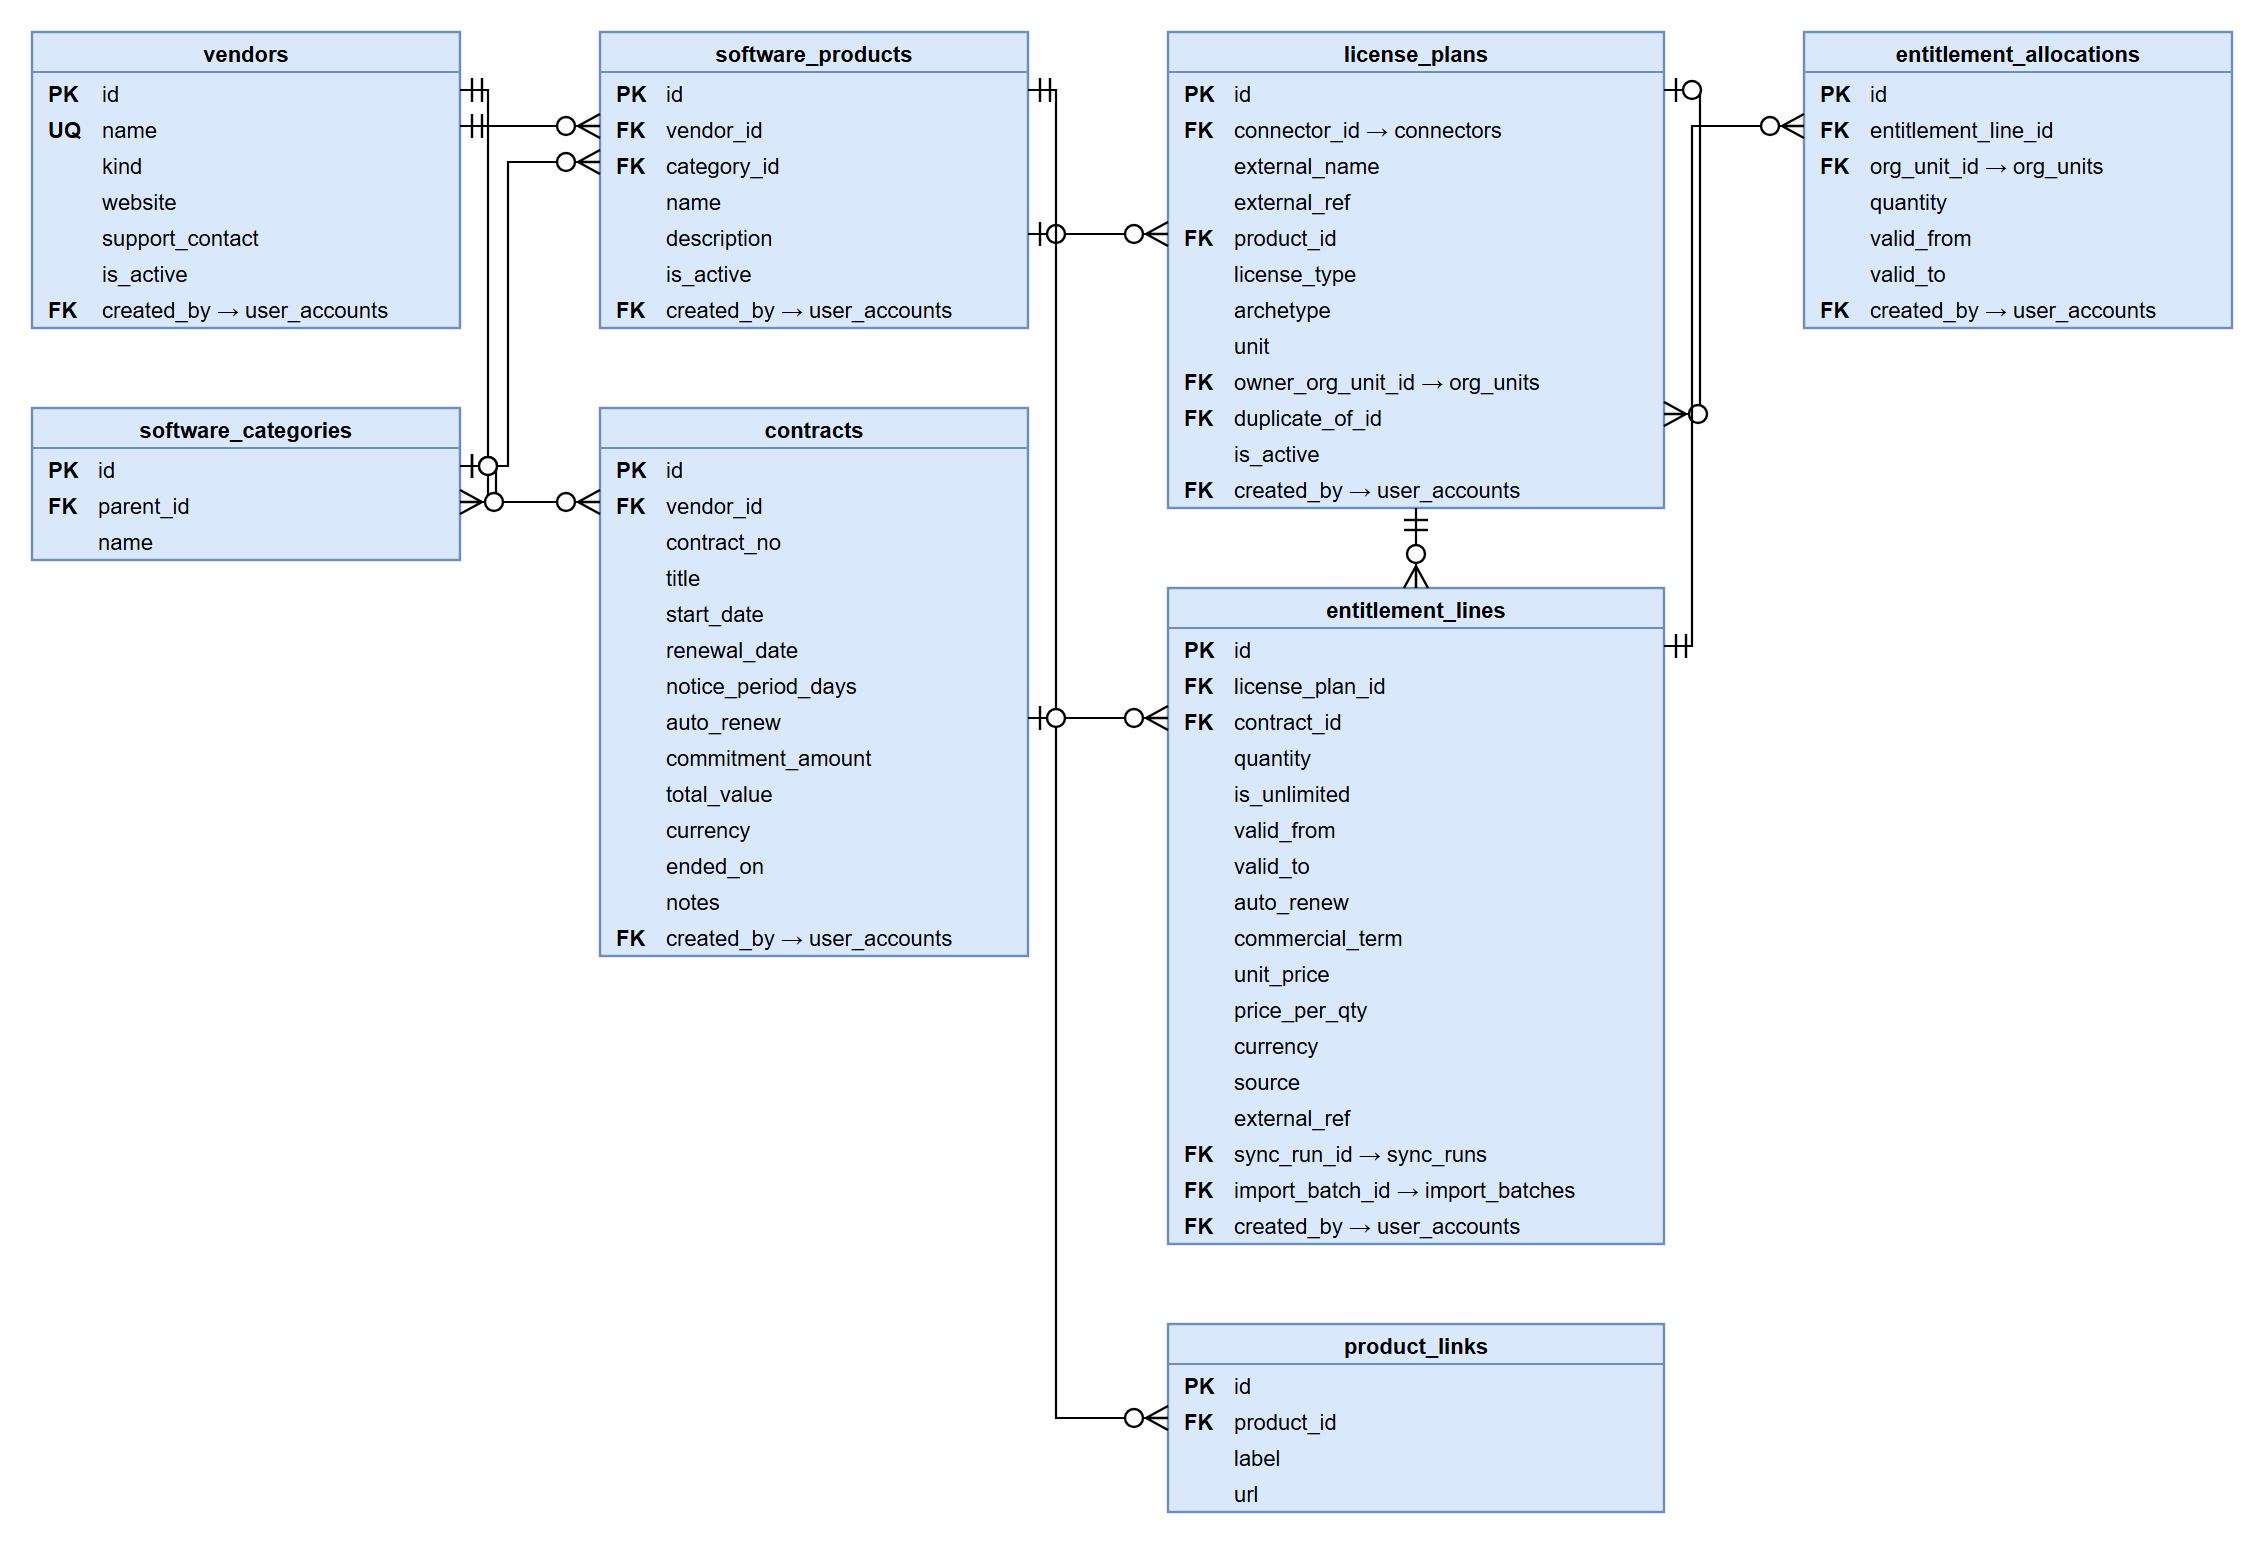 vendors
PK id
UQ name
kind
website
support_contact
is_active
FK created_by → user_accounts
software_products
PK id
FK vendor_id
FK category_id
name
description
is_active
FK created_by → user_accounts
license_plans
PK id
FK connector_id → connectors
external_name
external_ref
FK product_id
license_type
archetype
unit
FK owner_org_unit_id → org_units
FK duplicate_of_id
is_active
FK created_by → user_accounts
entitlement_allocations
PK id
FK entitlement_line_id
FK org_unit_id → org_units
quantity
valid_from
valid_to
FK created_by → user_accounts
software_categories
PK id
FK parent_id
name
contracts
PK id
FK vendor_id
contract_no
title
start_date
renewal_date
notice_period_days
auto_renew
commitment_amount
total_value
currency
ended_on
notes
FK created_by → user_accounts
entitlement_lines
PK id
FK license_plan_id
FK contract_id
quantity
is_unlimited
valid_from
valid_to
auto_renew
commercial_term
unit_price
price_per_qty
currency
source
external_ref
FK sync_run_id → sync_runs
FK import_batch_id → import_batches
FK created_by → user_accounts
product_links
PK id
FK product_id
label
url